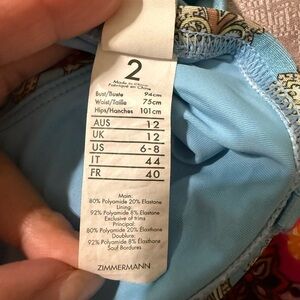 2
Made in China
Fabriqué en Chine
Bust/Buste 94cm
Waist/Taille 75cm
Hips/Hanches 101cm
AUS 12
UK 12
US 6-8
IT 44
FR 40
Main:
80% Polyamide 20% Elastane
Lining:
92% Polyamide 8% Elastane
Exclusive of trims
Principal:
80% Polyamide 20% Élasthane
Doublure:
92% Polyamide 8% Élasthane
Sauf Bordures
ZIMMERMANN